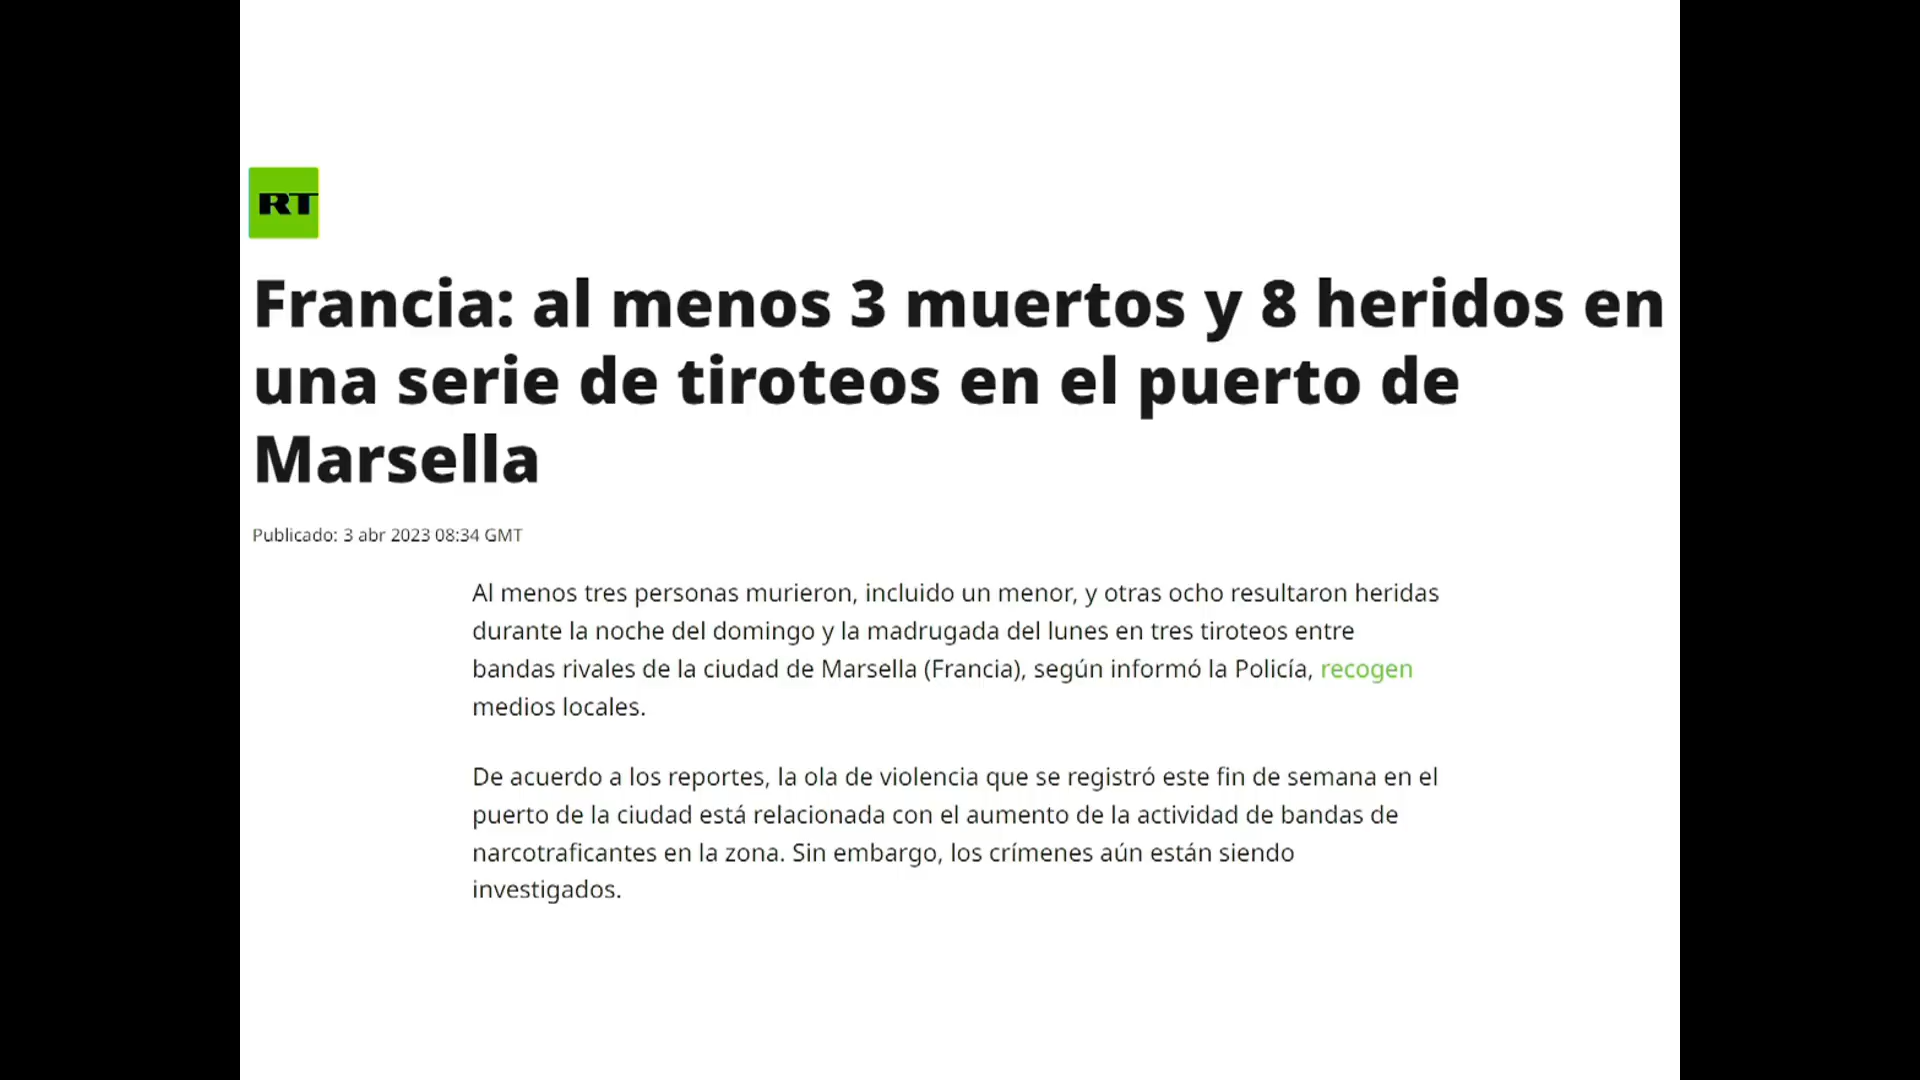 RT
Francia: al menos 3 muertos y 8 heridos en
una serie de tiroteos en el puerto de
Marsella
Publicado: 3 abr 2023 08:34 GMT
Al menos tres personas murieron, incluido un menor, y otras ocho resultaron heridas
durante la noche del domingo y la madrugada del lunes en tres tiroteos entre
bandas rivales de la ciudad de Marsella (Francia), según informó la Policía, recogen
medios locales.
De acuerdo a los reportes, la ola de violencia que se registró este fin de semana en el
puerto de la ciudad está relacionada con el aumento de la actividad de bandas de
narcotraficantes en la zona. Sin embargo, los crímenes aún están siendo
investigados.